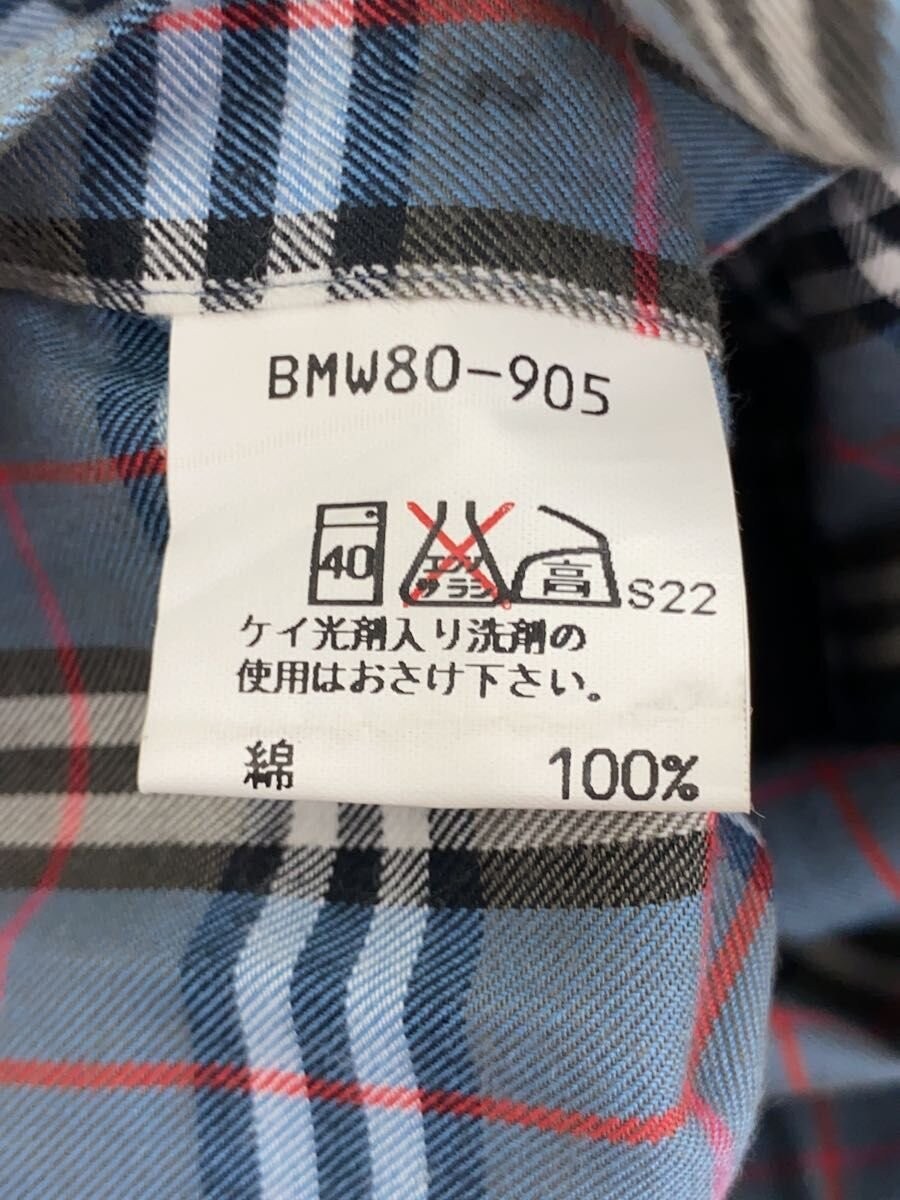 BMW80-905
40 エンソ サラシ 高 S22
ケイ光剤入り洗剤の
使用はおさけ下さい。
綿 100%